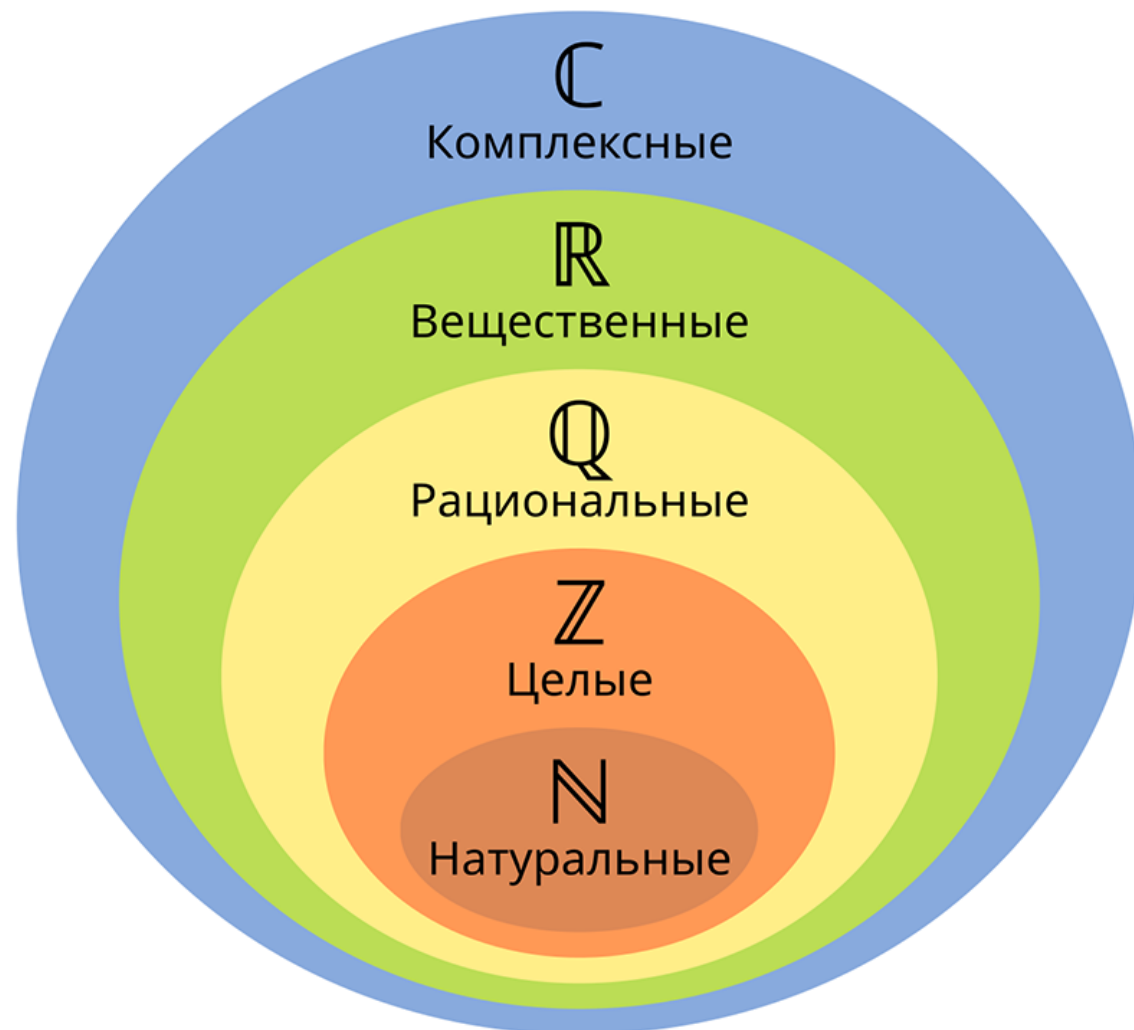 ℂ
Комплексные
ℝ
Вещественные
ℚ
Рациональные
ℤ
Целые
ℕ
Натуральные